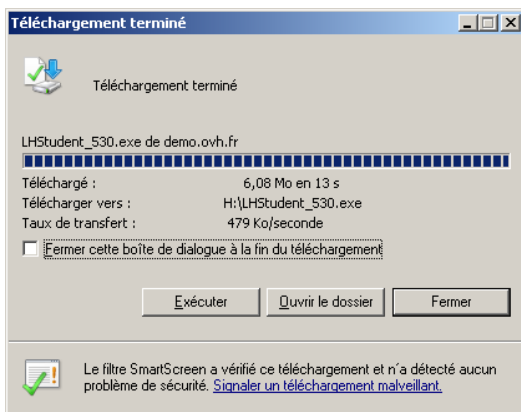 Téléchargement terminé
Téléchargement terminé
LHStudent_530.exe de demo.ovh.fr
Téléchargé : 6,08 Mo en 13 s
Télécharger vers : H:\LHStudent_530.exe
Taux de transfert : 479 Ko/seconde
Fermer cette boîte de dialogue à la fin du téléchargement
Exécuter Ouvrir le dossier Fermer
Le filtre SmartScreen a vérifié ce téléchargement et n'a détecté aucun
problème de sécurité. Signaler un téléchargement malveillant.